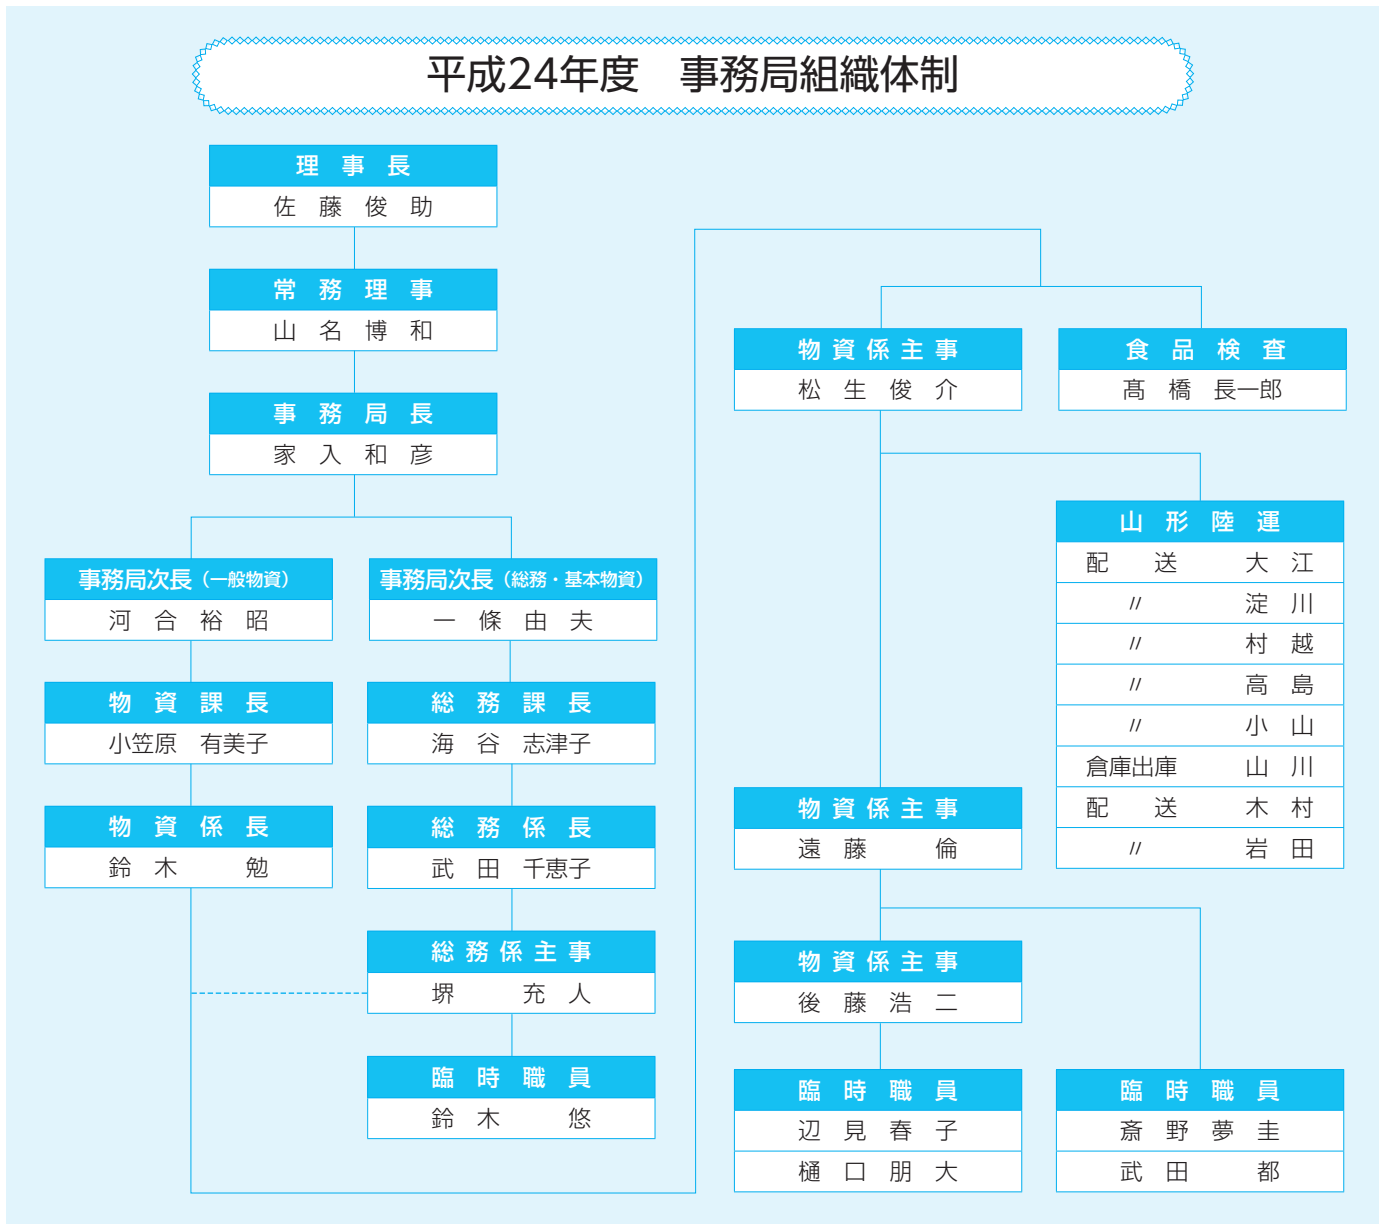 平成24年度　事務局組織体制
理事長
佐藤俊助
常務理事
山名博和
事務局長
家入和彦
事務局次長（一般物資）
河合裕昭
物資課長
小笠原　有美子
物資係長
鈴木　勉
事務局次長（総務・基本物資）
一條由夫
総務課長
海谷　志津子
総務係長
武田　千恵子
総務係主事
堺　充人
臨時職員
鈴木　悠
物資係主事
松生俊介
食品検査
髙橋　長一郎
山形陸運
配送　大江
〃　淀川
〃　村越
〃　高島
〃　小山
倉庫出庫　山川
配送　木村
〃　岩田
物資係主事
遠藤　倫
物資係主事
後藤浩二
臨時職員
辺見春子
樋口朋大
臨時職員
斎野夢圭
武田　都